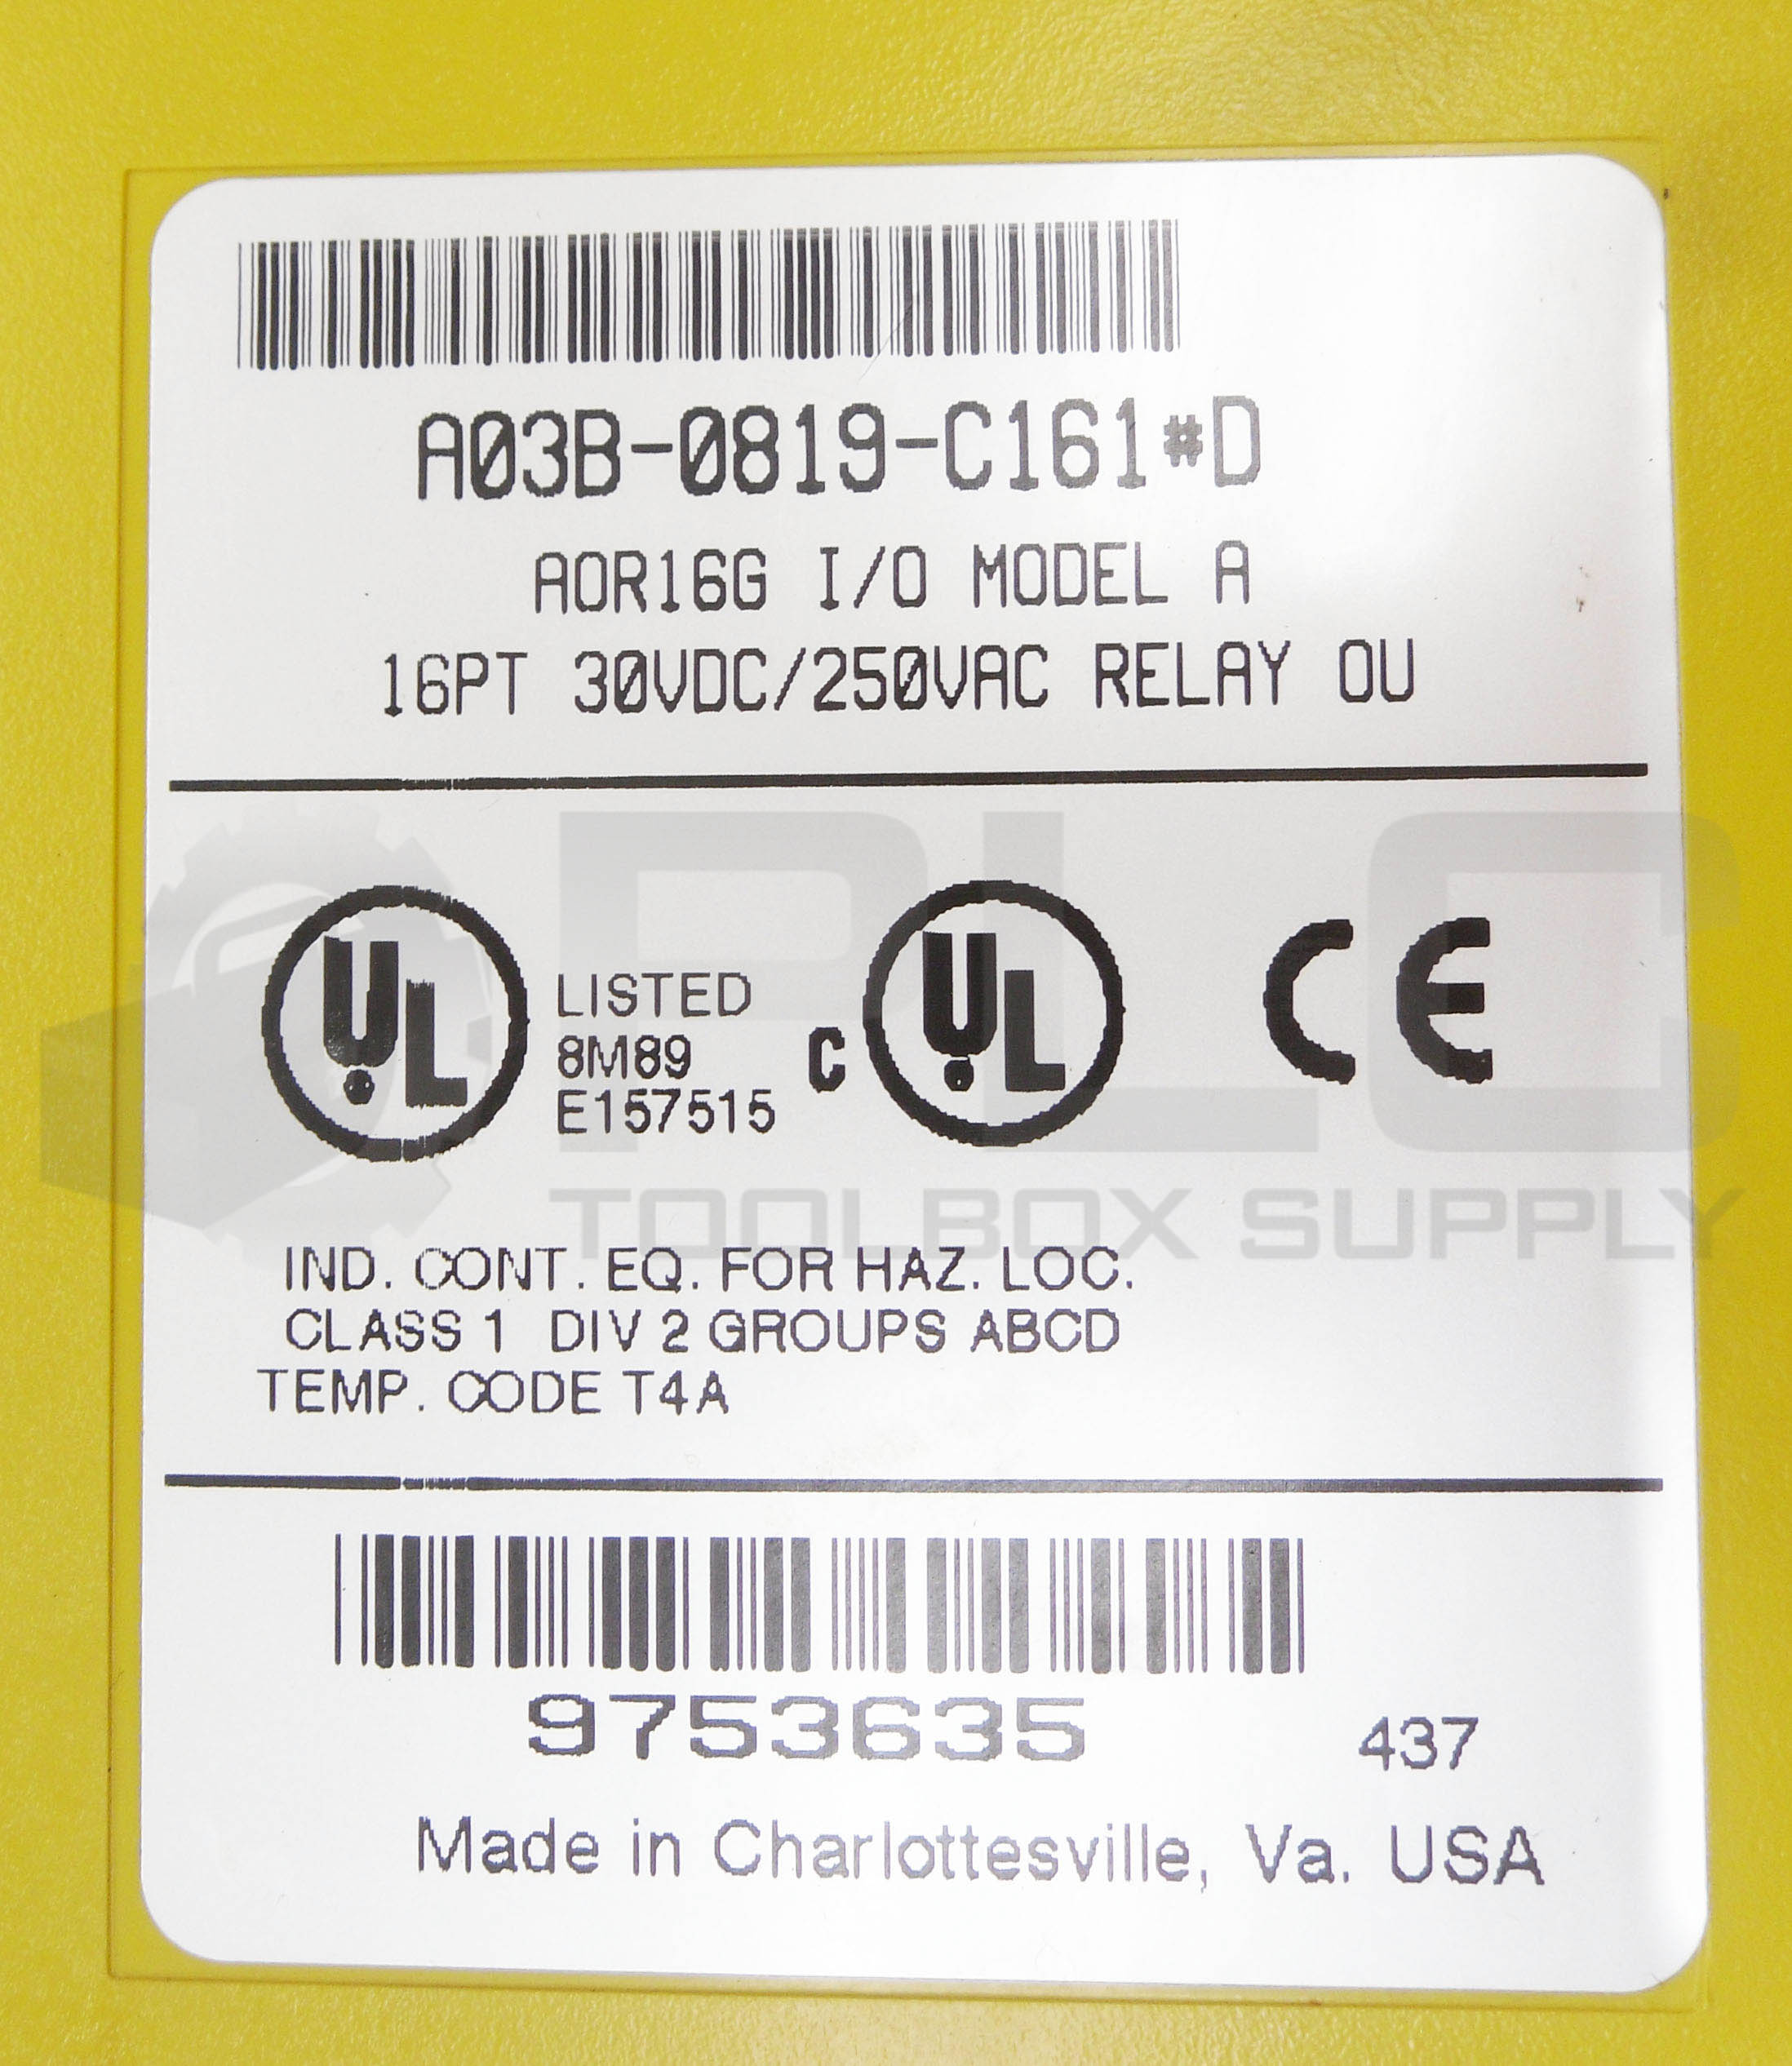 A03B-0819-C161#D
AOR16G I/O MODEL A
16PT 30VDC/250VAC RELAY OU
UL
LISTED
8M89
E157515
C UL
CE
PLC
TOOLBOX SUPPLY
IND. CONT. EQ. FOR HAZ. LOC.
CLASS 1 DIV 2 GROUPS ABCD
TEMP. CODE T4A
9753635
437
Made in Charlottesville, Va. USA